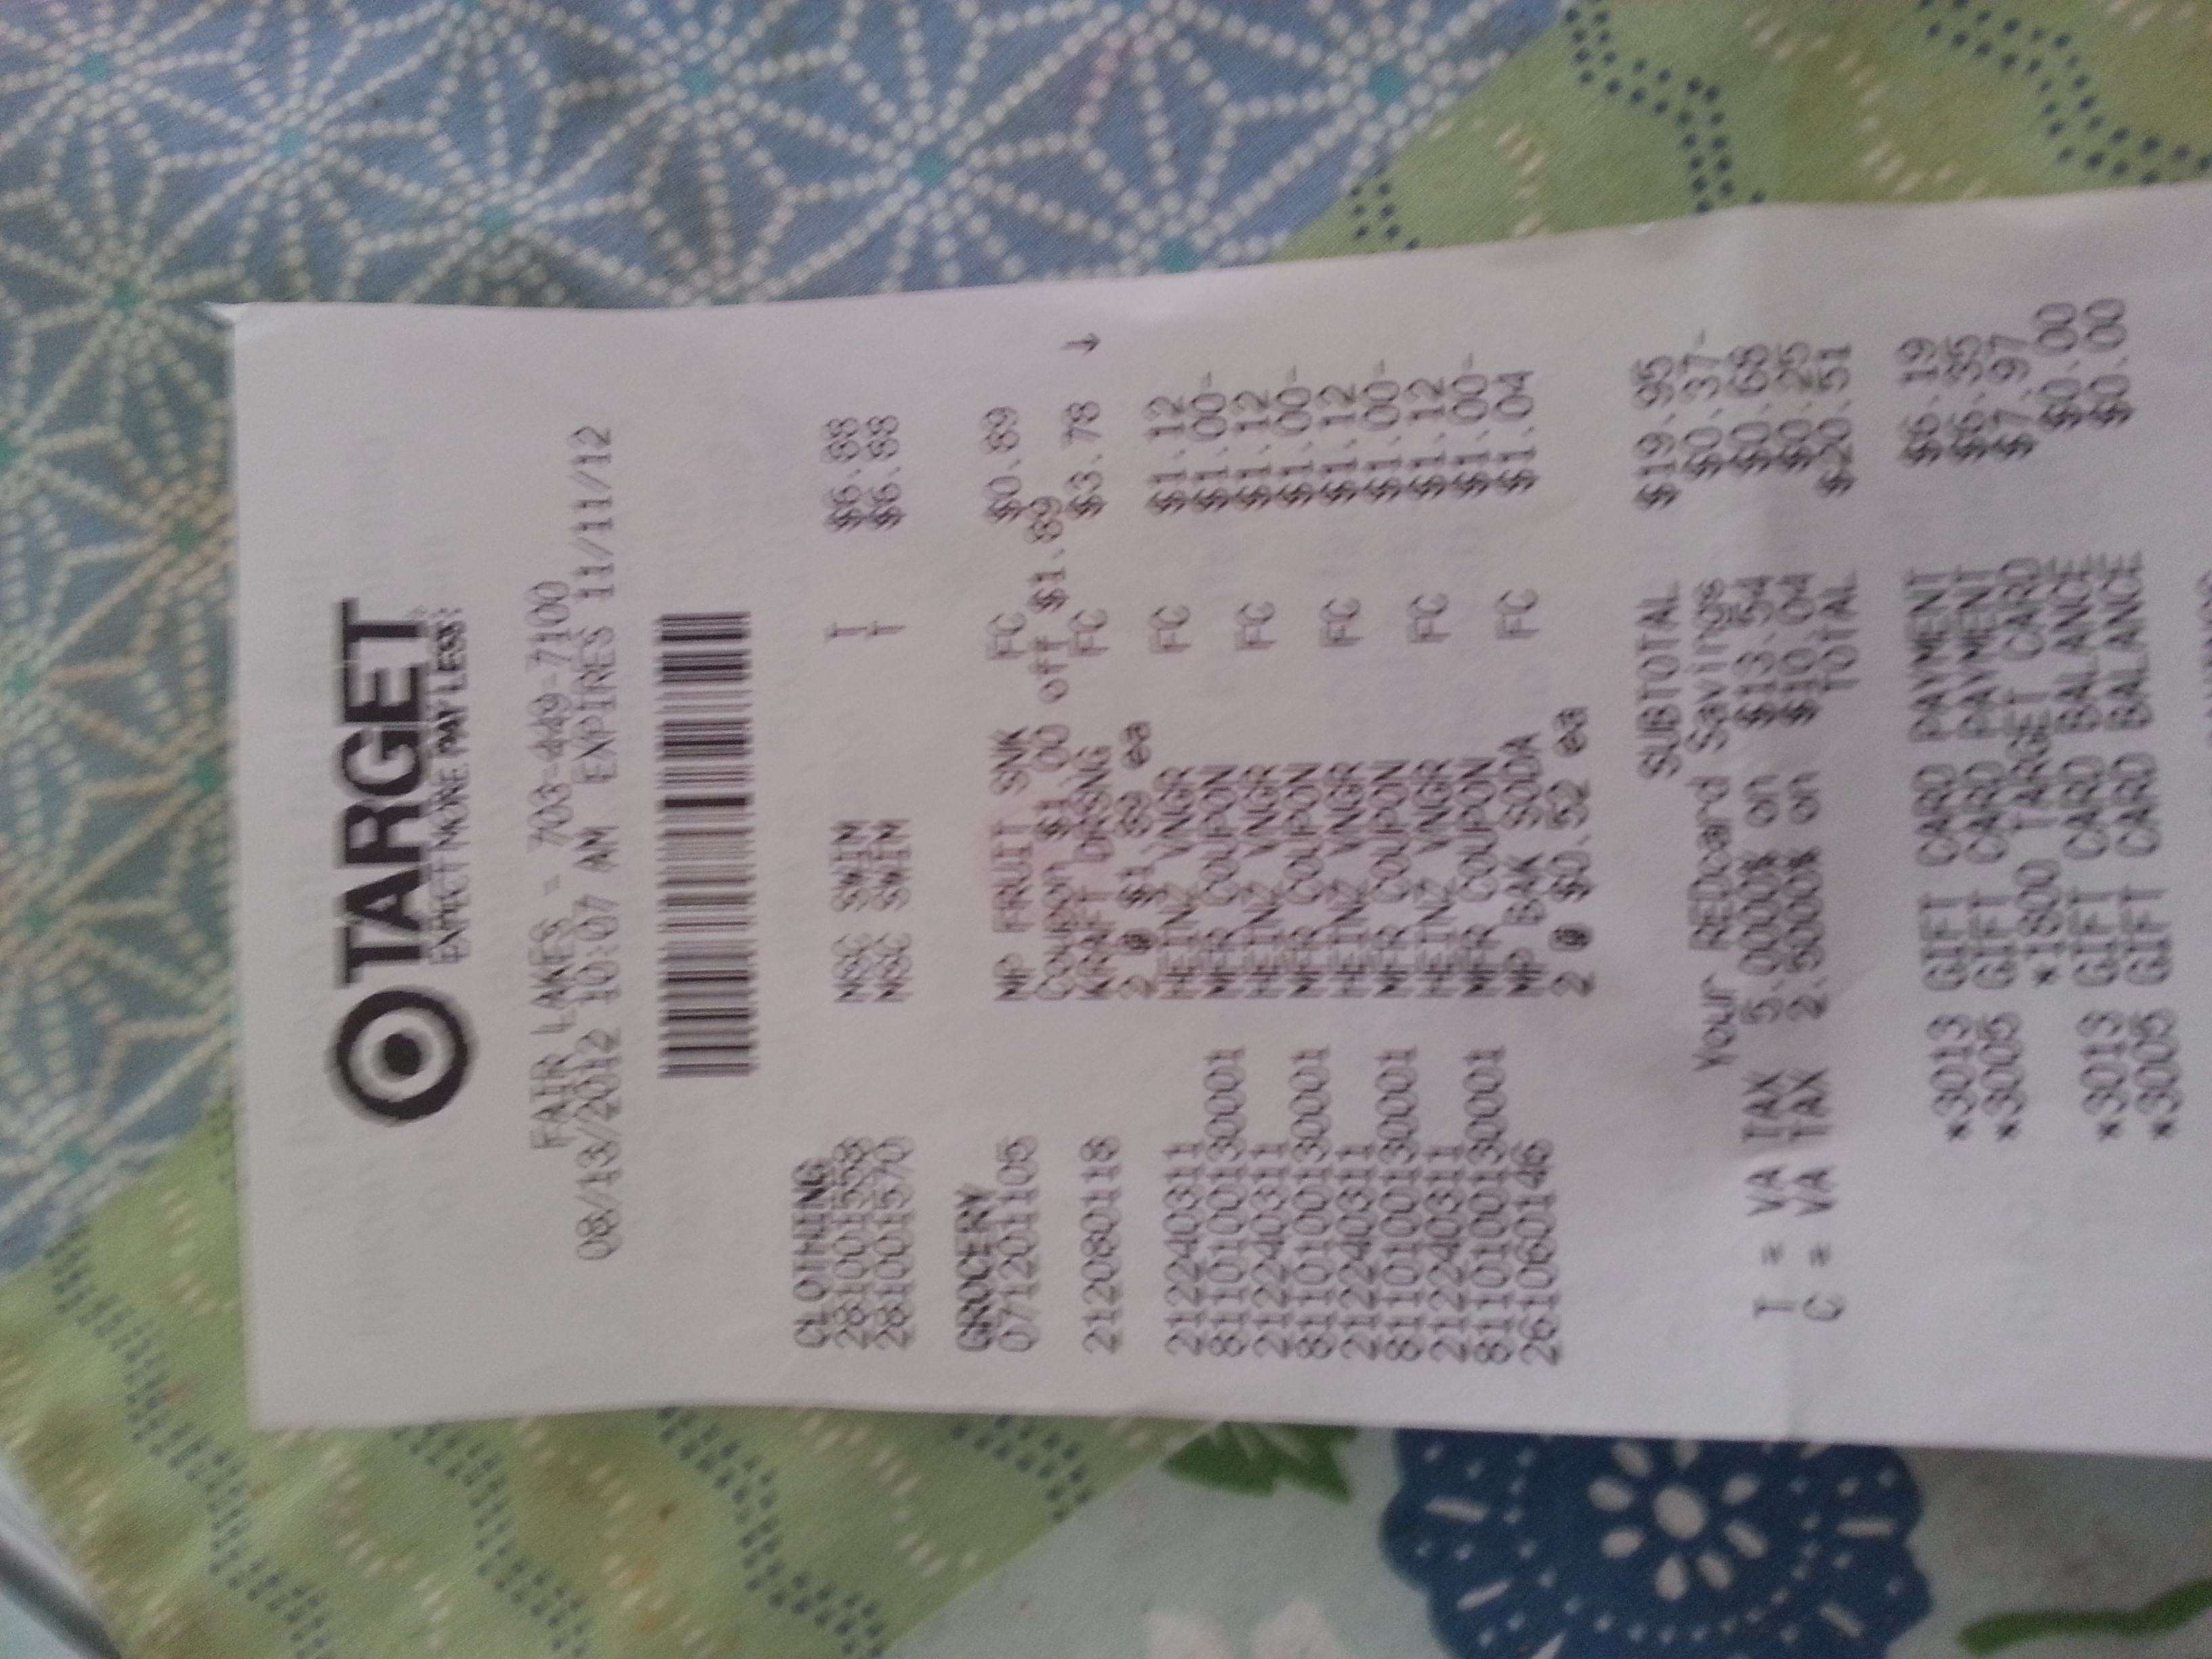 TARGET
EXPECT MORE. PAY LESS.
FAIR LAKES - 703-449-7100
08/13/2012 10:07 AM EXPIRES 11/11/12
CLOTHING
281001558 MSC SWIM T $6.88
281001570 MSC SWIM T $6.88
GROCERY
071201105 MP FRUIT SNK FC $0.89
Coupon $1.00 off $1.89
212080118 KRAFT DRSNG FC $3.78 ↓
2 @ $1.89 ea
212240311 HEINZ VNGR FC $1.12
8110100130001 MFR COUPON $1.00-
212240311 HEINZ VNGR FC $1.12
8110100130001 MFR COUPON $1.00-
212240311 HEINZ VNGR FC $1.12
8110100130001 MFR COUPON $1.00-
212240311 HEINZ VNGR FC $1.12
8110100130001 MFR COUPON $1.00-
261060146 MP BAK SODA FC $1.04
2 @ $0.52 ea
SUBTOTAL $19.95
Your REDcard Savings $0.37-
T = VA TAX 5.0000% on $13.54 $0.68
C = VA TAX 2.5000% on $10.04 $0.25
TOTAL $20.51
*3013 GIFT CARD PAYMENT $6.19
*3005 GIFT CARD PAYMENT $6.35
*1800 TARGET CARD $7.97
*3013 GIFT CARD BALANCE $0.00
*3005 GIFT CARD BALANCE $0.00